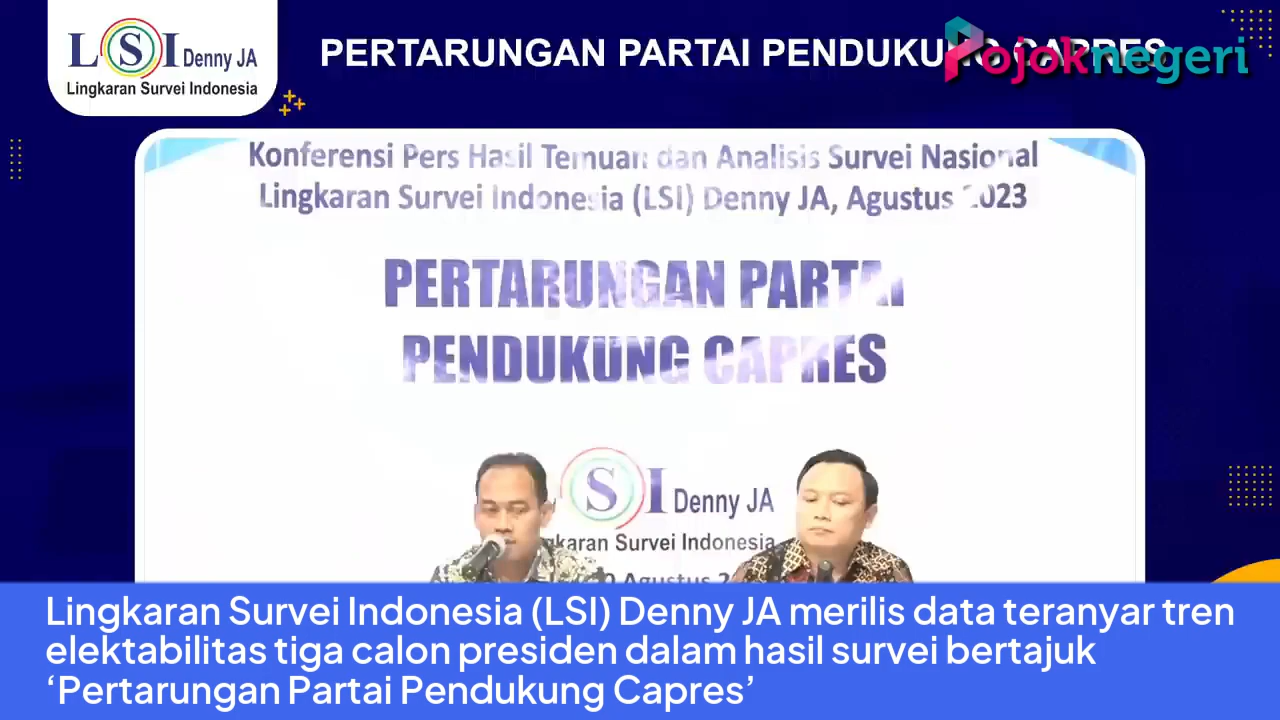 LSI Denny JA
Lingkaran Survei Indonesia
PERTARUNGAN PARTAI PENDUKUNG CAPRES
Pojoknegeri
Konferensi Pers Hasil Temuan dan Analisis Survei Nasional
Lingkaran Survei Indonesia (LSI) Denny JA, Agustus 2023
PERTARUNGAN PARTAI
PENDUKUNG CAPRES
SI Denny JA
gkaran Survei Indonesia
Agustus
Lingkaran Survei Indonesia (LSI) Denny JA merilis data teranyar tren
elektabilitas tiga calon presiden dalam hasil survei bertajuk
‘Pertarungan Partai Pendukung Capres’